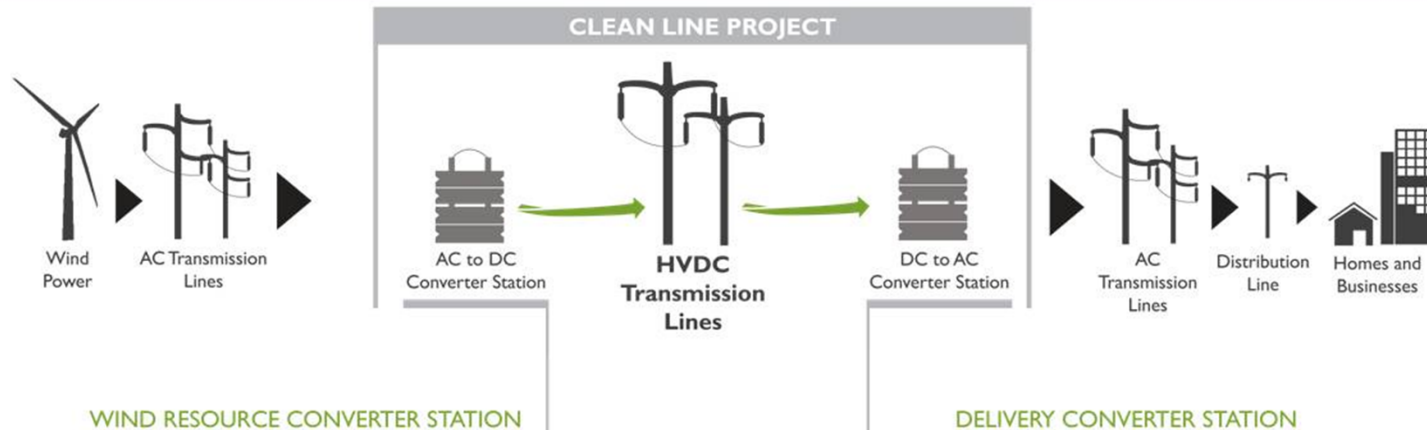 CLEAN LINE PROJECT
Wind
Power
AC Transmission
Lines
AC to DC
Converter Station
HVDC
Transmission
Lines
DC to AC
Converter Station
AC
Transmission
Lines
Distribution
Line
Homes and
Businesses
WIND RESOURCE CONVERTER STATION
DELIVERY CONVERTER STATION